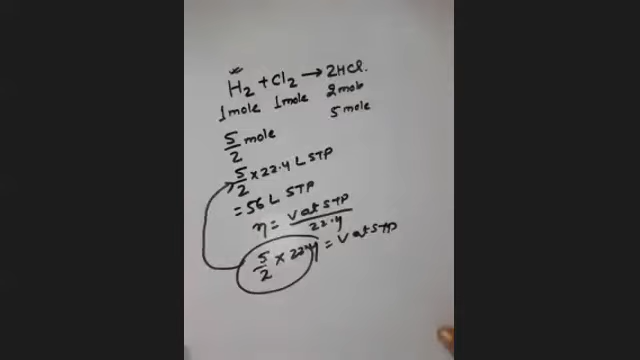 H₂ + Cl₂ → 2HCl.
1mole 1mole 2mole
5 mole
5/2 mole
5/2 × 22.4 L STP
= 56 L STP
n = V at STP / 22.4
5/2 × 22.4 = V at STP